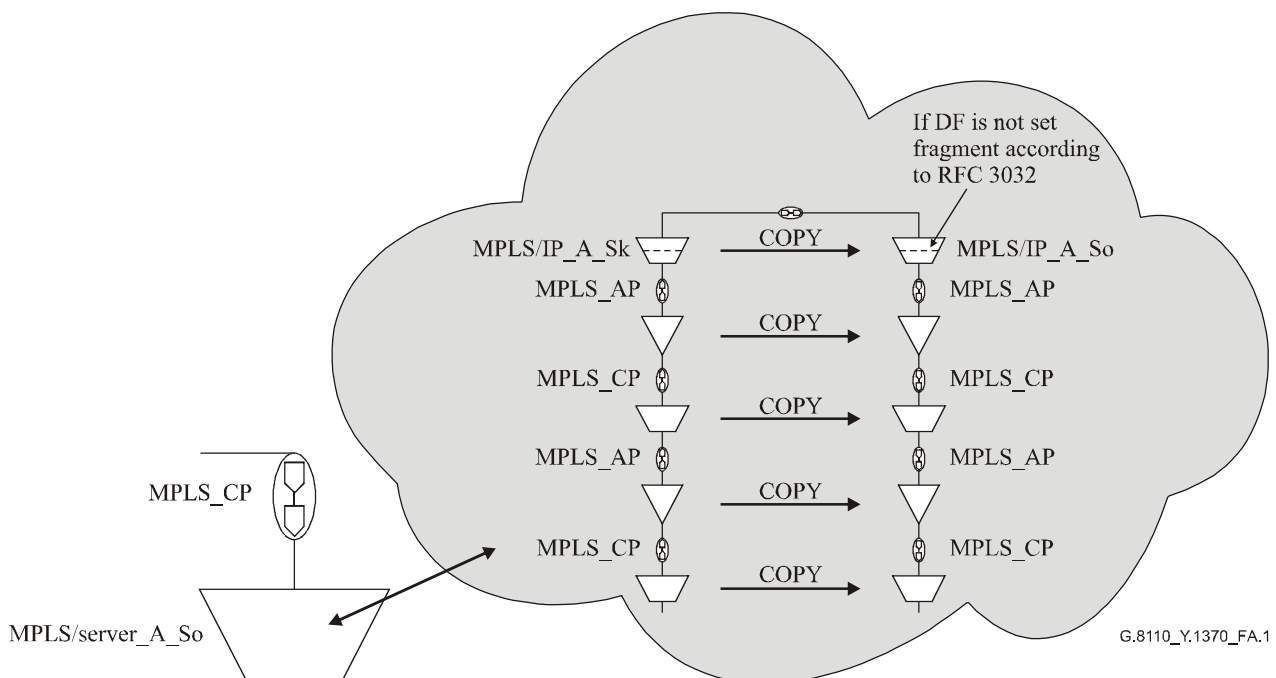 If DF is not set
fragment according
to RFC 3032
MPLS/IP_A_Sk
COPY
MPLS/IP_A_So
MPLS_AP
MPLS_AP
COPY
MPLS_CP
MPLS_CP
COPY
MPLS_AP
MPLS_AP
MPLS_CP
COPY
MPLS_CP
MPLS_CP
COPY
MPLS/server_A_So
G.8110_Y.1370_FA.1